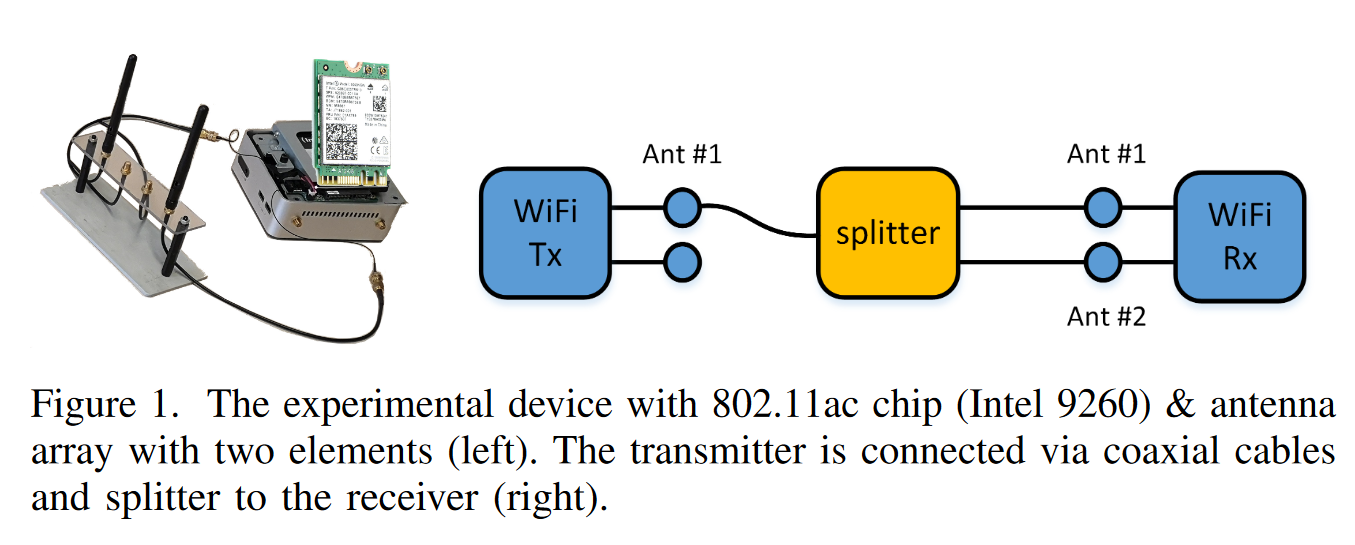 Ant #1
Ant #1
WiFi
Tx
splitter
WiFi
Rx
Ant #2
Figure 1. The experimental device with 802.11ac chip (Intel 9260) & antenna
array with two elements (left). The transmitter is connected via coaxial cables
and splitter to the receiver (right).